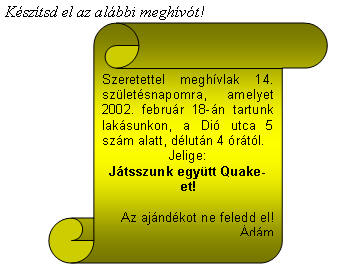 Készítsd el az alábbi meghívót!
Szeretettel meghívlak 14.
születésnapomra, amelyet
2002. február 18-án tartunk
lakásunkon, a Dió utca 5
szám alatt, délután 4 órától.
Jelige:
Játsszunk együtt Quake-
et!
Az ajándékot ne feledd el!
Ádám